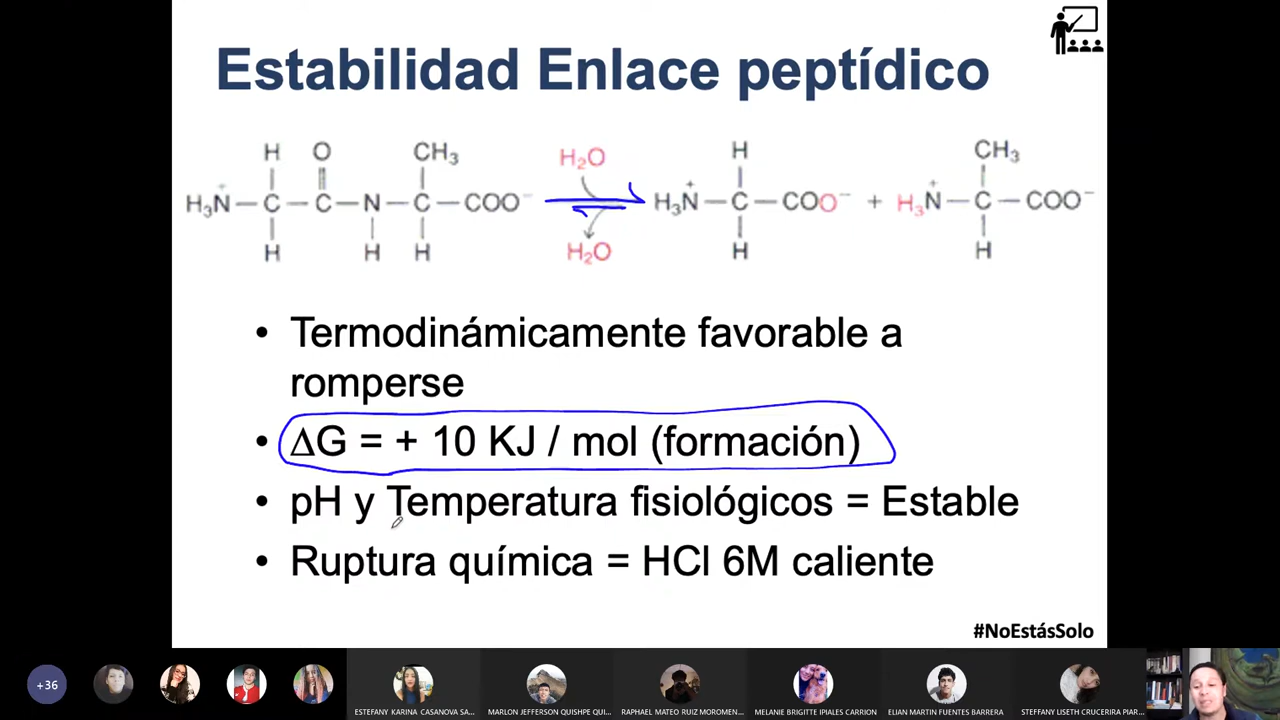 Estabilidad Enlace peptídico
H O CH₃ H₂O H CH₃
H₃N⁺ — C — C — N — C — COO⁻ H₃N⁺ — C — COO⁻ + H₃N⁺ — C — COO⁻
H H H H₂O H H
• Termodinámicamente favorable a
romperse
• ΔG = + 10 KJ / mol (formación)
• pH y Temperatura fisiológicos = Estable
• Ruptura química = HCl 6M caliente
#NoEstásSolo
+36
ESTEFANY KARINA CASANOVA SA...
MARLON JEFFERSON QUISHPE QUI...
RAPHAEL MATEO RUIZ MOROMEN...
MELANIE BRIGITTE IPIALES CARRION
ELIAN MARTIN FUENTES BARRERA
STEFFANY LISETH CRUCERIRA PIAR...